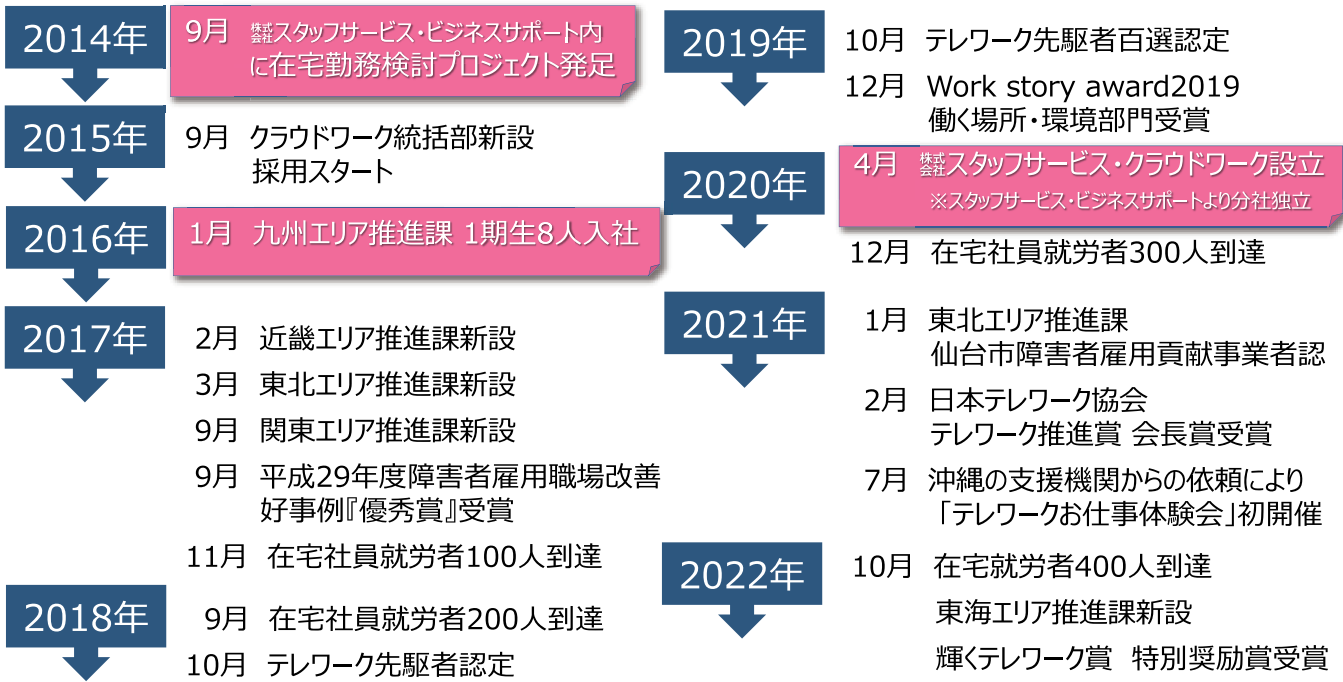 2014年
9月 株式会社スタッフサービス・ビジネスサポート内
に在宅勤務検討プロジェクト発足
2015年
9月 クラウドワーク統括部新設
採用スタート
2016年
1月 九州エリア推進課 1期生8人入社
2017年
2月 近畿エリア推進課新設
3月 東北エリア推進課新設
9月 関東エリア推進課新設
9月 平成29年度障害者雇用職場改善
好事例『優秀賞』受賞
11月 在宅社員就労者100人到達
2018年
9月 在宅社員就労者200人到達
10月 テレワーク先駆者認定
2019年
10月 テレワーク先駆者百選認定
12月 Work story award2019
働く場所・環境部門受賞
2020年
4月 株式会社スタッフサービス・クラウドワーク設立
※スタッフサービス・ビジネスサポートより分社独立
12月 在宅社員就労者300人到達
2021年
1月 東北エリア推進課
仙台市障害者雇用貢献事業者認
2月 日本テレワーク協会
テレワーク推進賞 会長賞受賞
7月 沖縄の支援機関からの依頼により
「テレワークお仕事体験会」初開催
2022年
10月 在宅就労者400人到達
東海エリア推進課新設
輝くテレワーク賞 特別奨励賞受賞